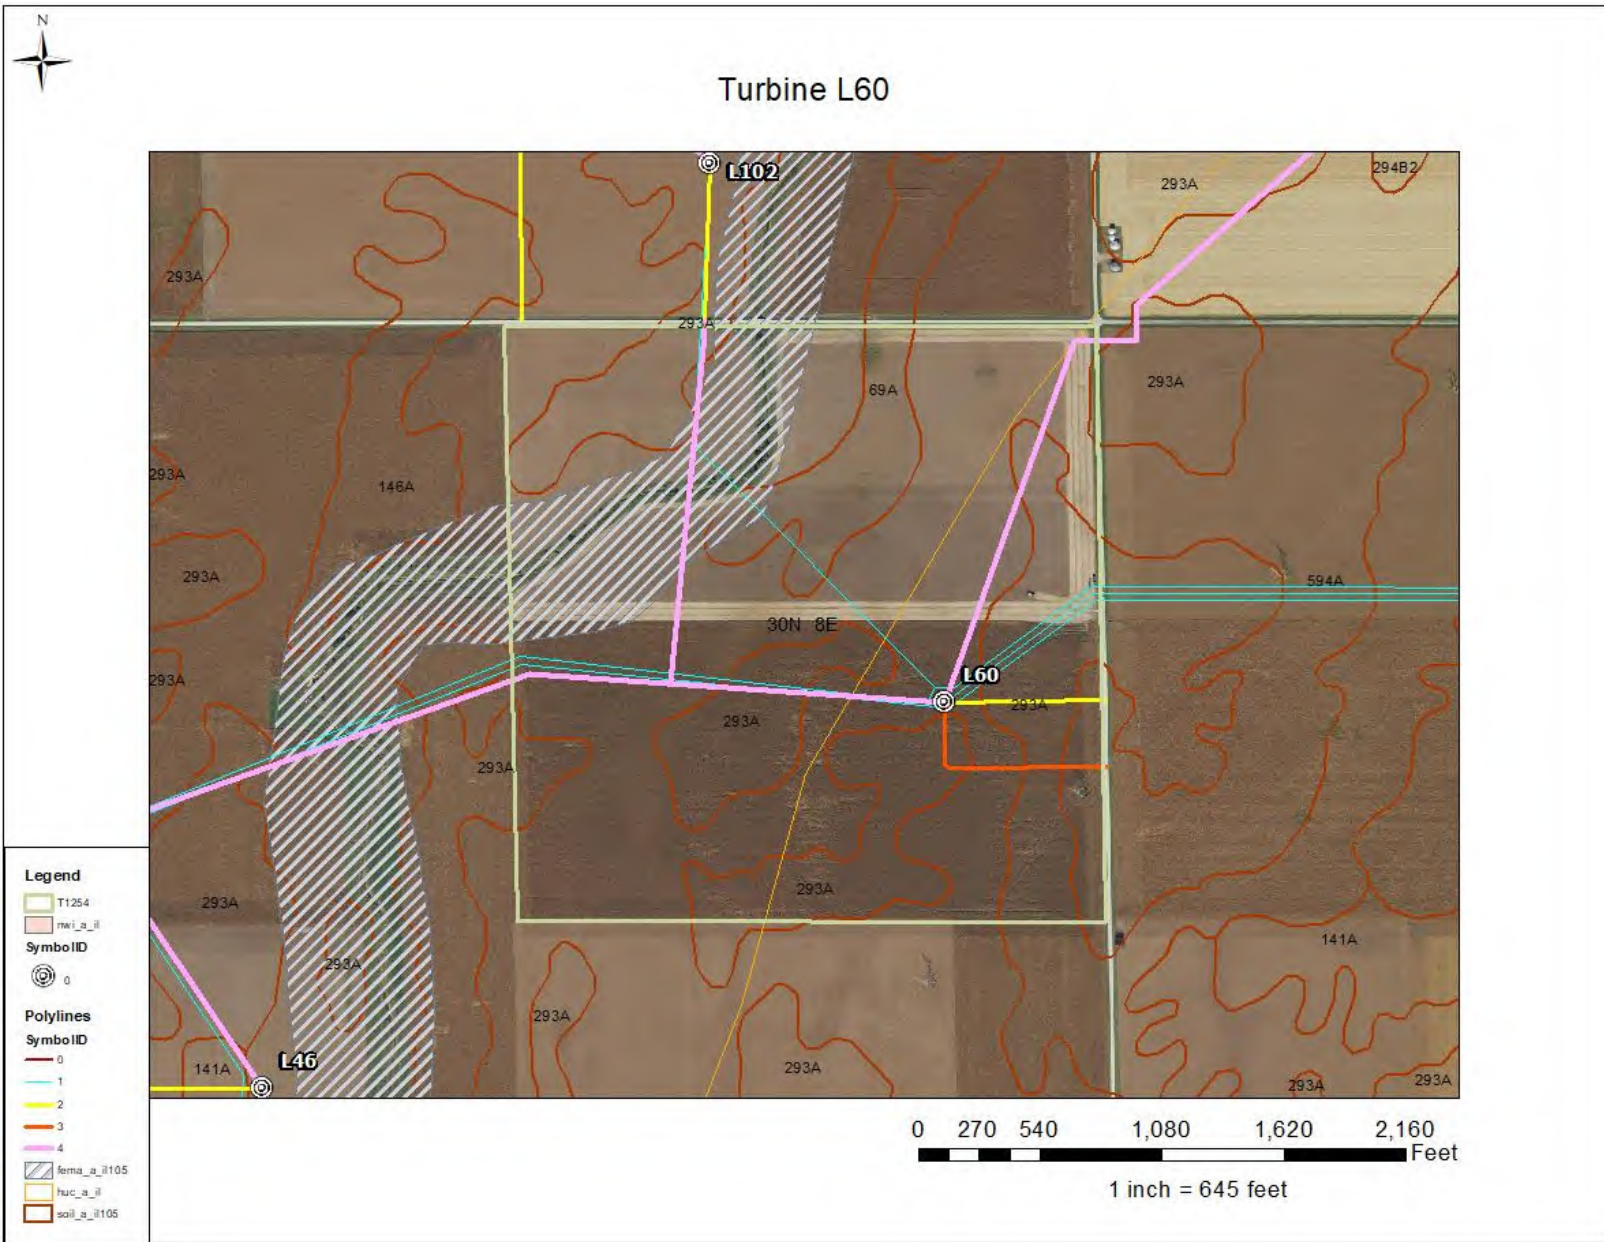 N
Turbine L60
L102
293A
294B2
293A
293A
293A
69A
293A
146A
293A
594A
30N 8E
293A
L60
293A
293A
293A
293A
293A
141A
293A
293A
L46
141A
293A
293A
293A
Legend
T1254
nwi_a_il
SymbolID
0
Polylines
SymbolID
0
1
2
3
4
fema_a_il105
huc_a_il
soil_a_il105
0 270 540 1,080 1,620 2,160
Feet
1 inch = 645 feet